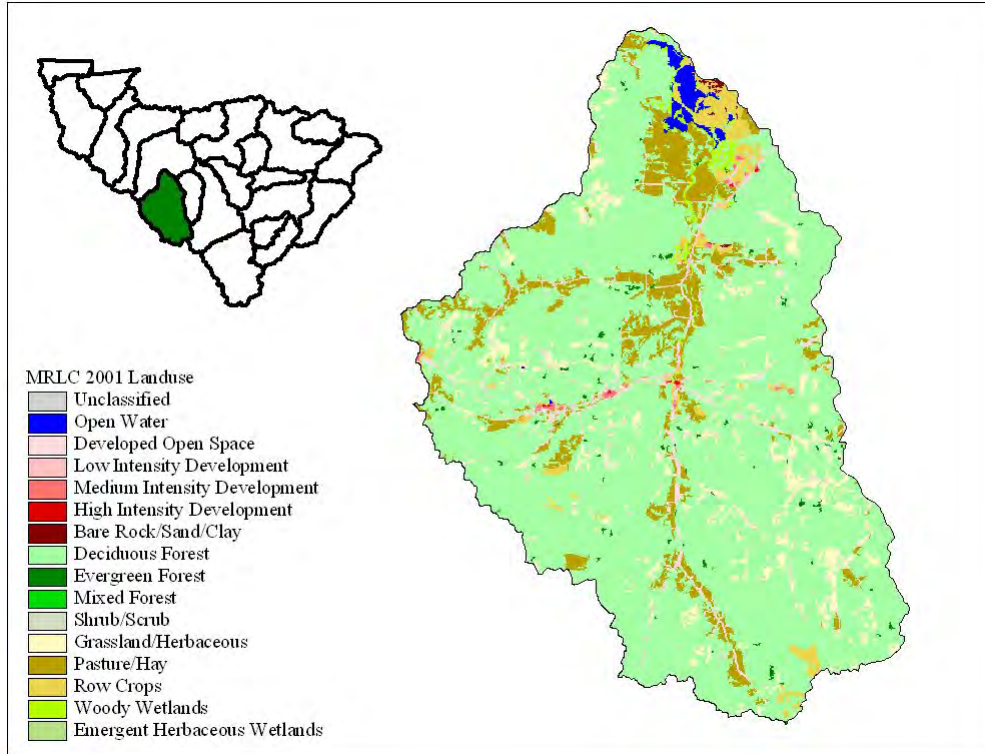 MRLC 2001 Landuse
Unclassified
Open Water
Developed Open Space
Low Intensity Development
Medium Intensity Development
High Intensity Development
Bare Rock/Sand/Clay
Deciduous Forest
Evergreen Forest
Mixed Forest
Shrub/Scrub
Grassland/Herbaceous
Pasture/Hay
Row Crops
Woody Wetlands
Emergent Herbaceous Wetlands